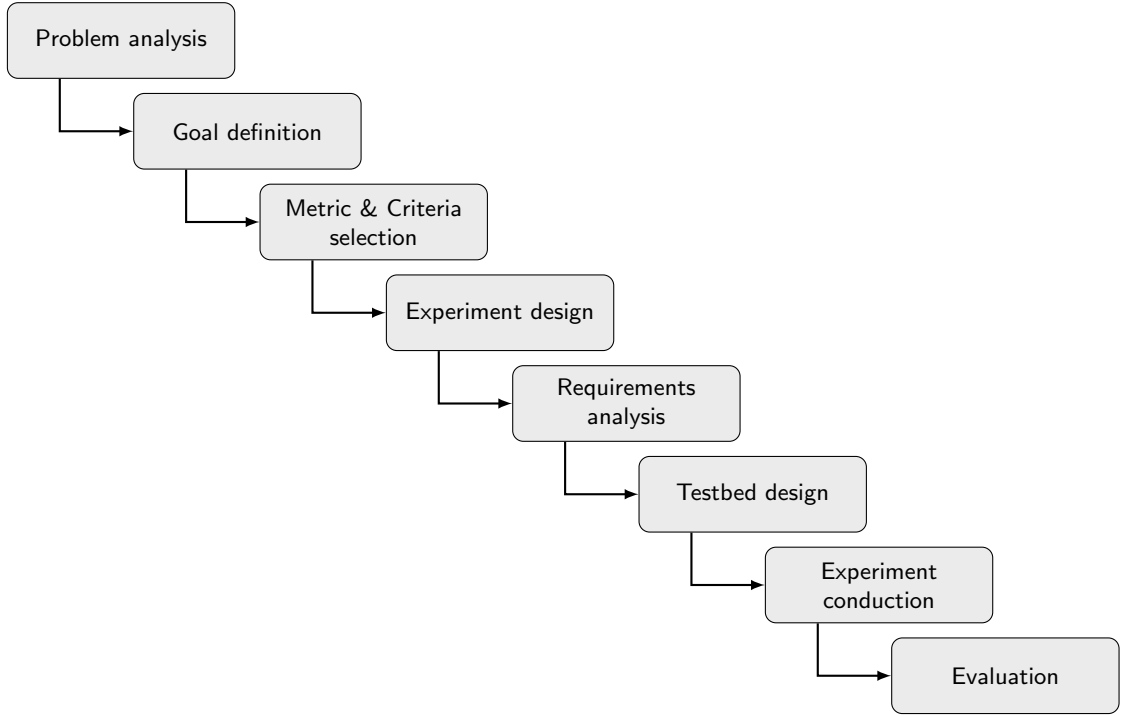 Problem analysis
Goal definition
Metric & Criteria
selection
Experiment design
Requirements
analysis
Testbed design
Experiment
conduction
Evaluation